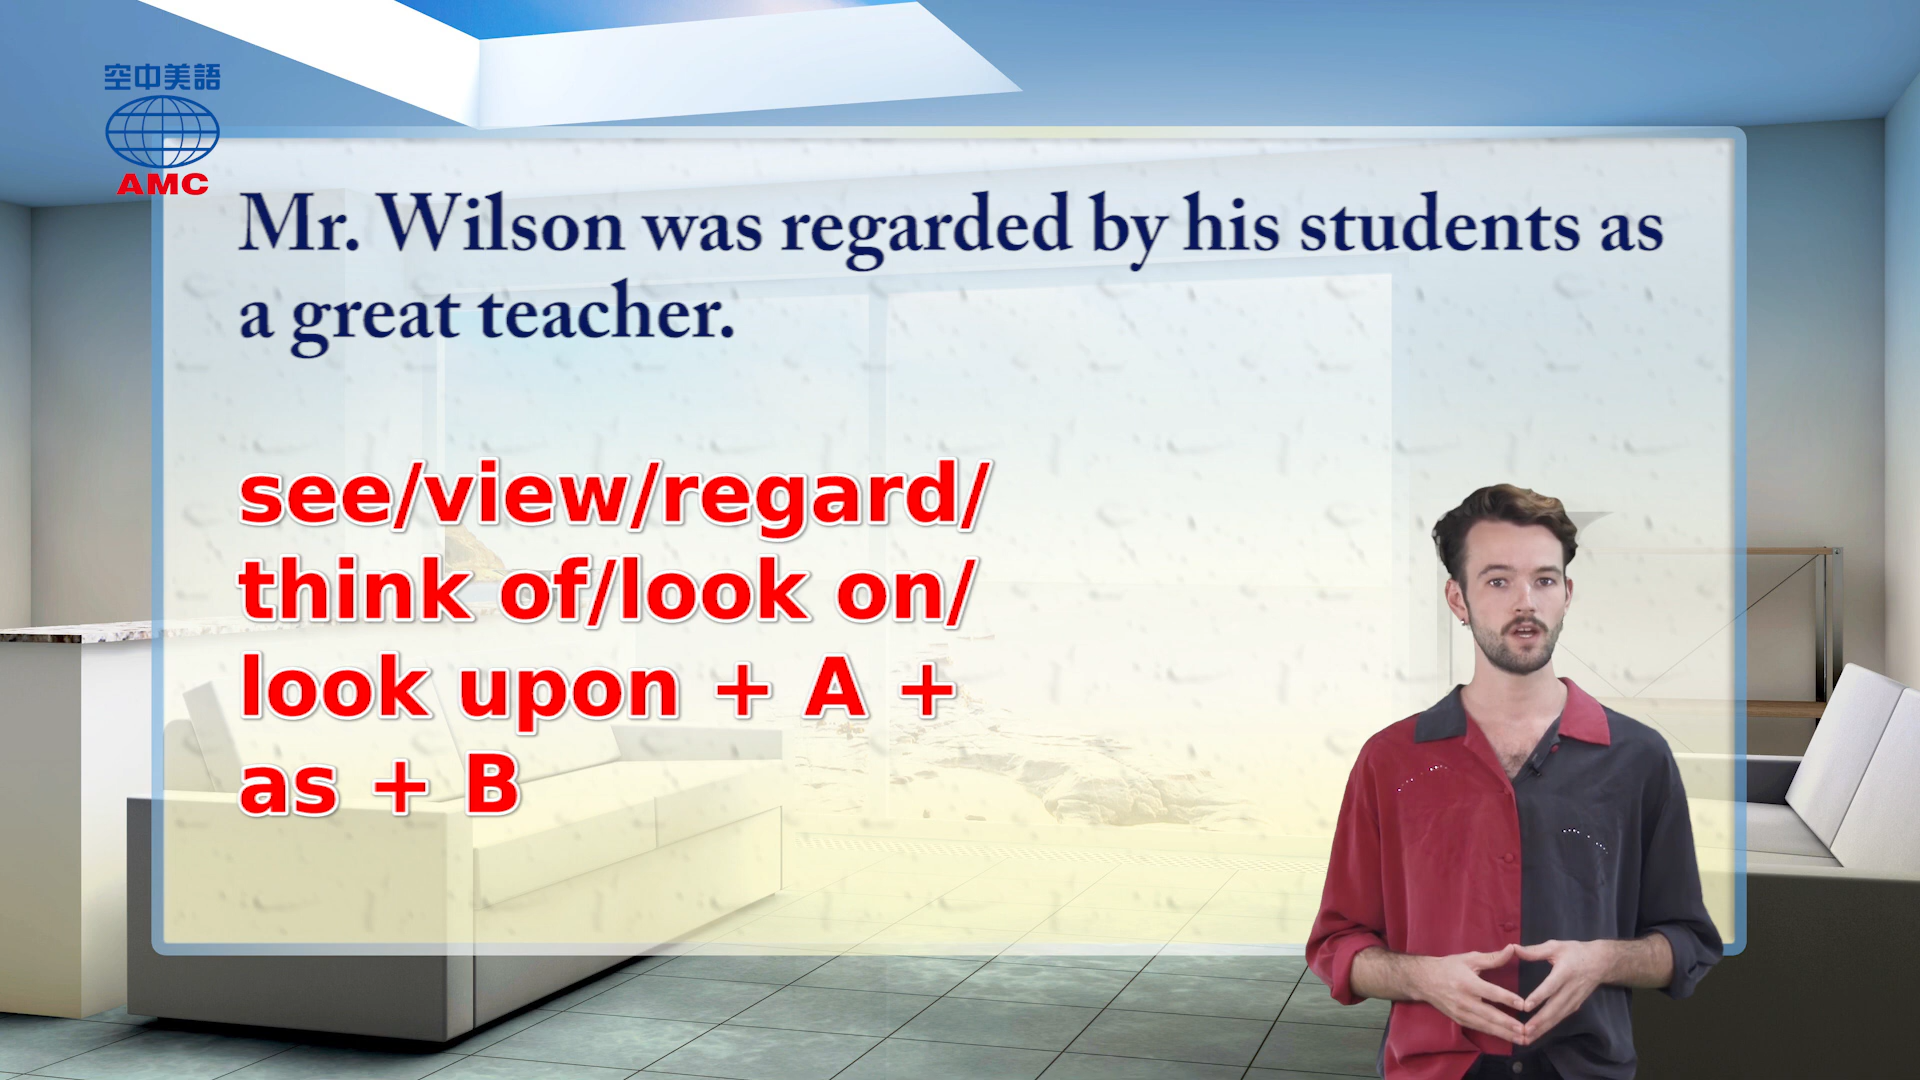 空中美語
AMC
Mr. Wilson was regarded by his students as
a great teacher.
see/view/regard/
think of/look on/
look upon + A +
as + B